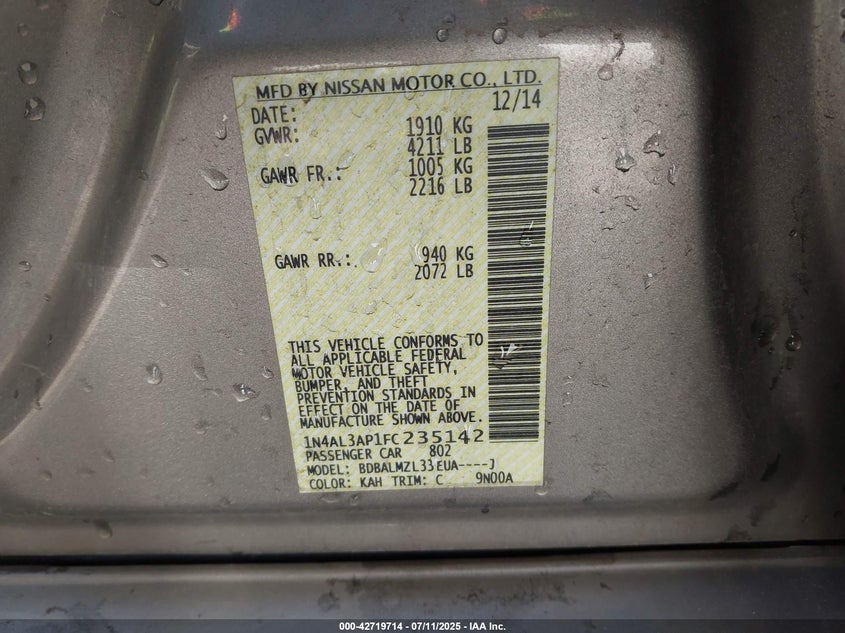 MFD BY NISSAN MOTOR CO., LTD.
DATE: 12/14
GVWR: 1910 KG
4211 LB
GAWR FR.: 1005 KG
2216 LB
GAWR RR.: 940 KG
2072 LB
THIS VEHICLE CONFORMS TO
ALL APPLICABLE FEDERAL
MOTOR VEHICLE SAFETY,
BUMPER, AND THEFT
PREVENTION STANDARDS IN
EFFECT ON THE DATE OF
MANUFACTURE SHOWN ABOVE.
1N4AL3AP1FC235142
PASSENGER CAR 802
MODEL: BDBALMZL33EUA----J
COLOR: KAH TRIM: C 9N00A
000-42719714 - 07/11/2025 - IAA Inc.